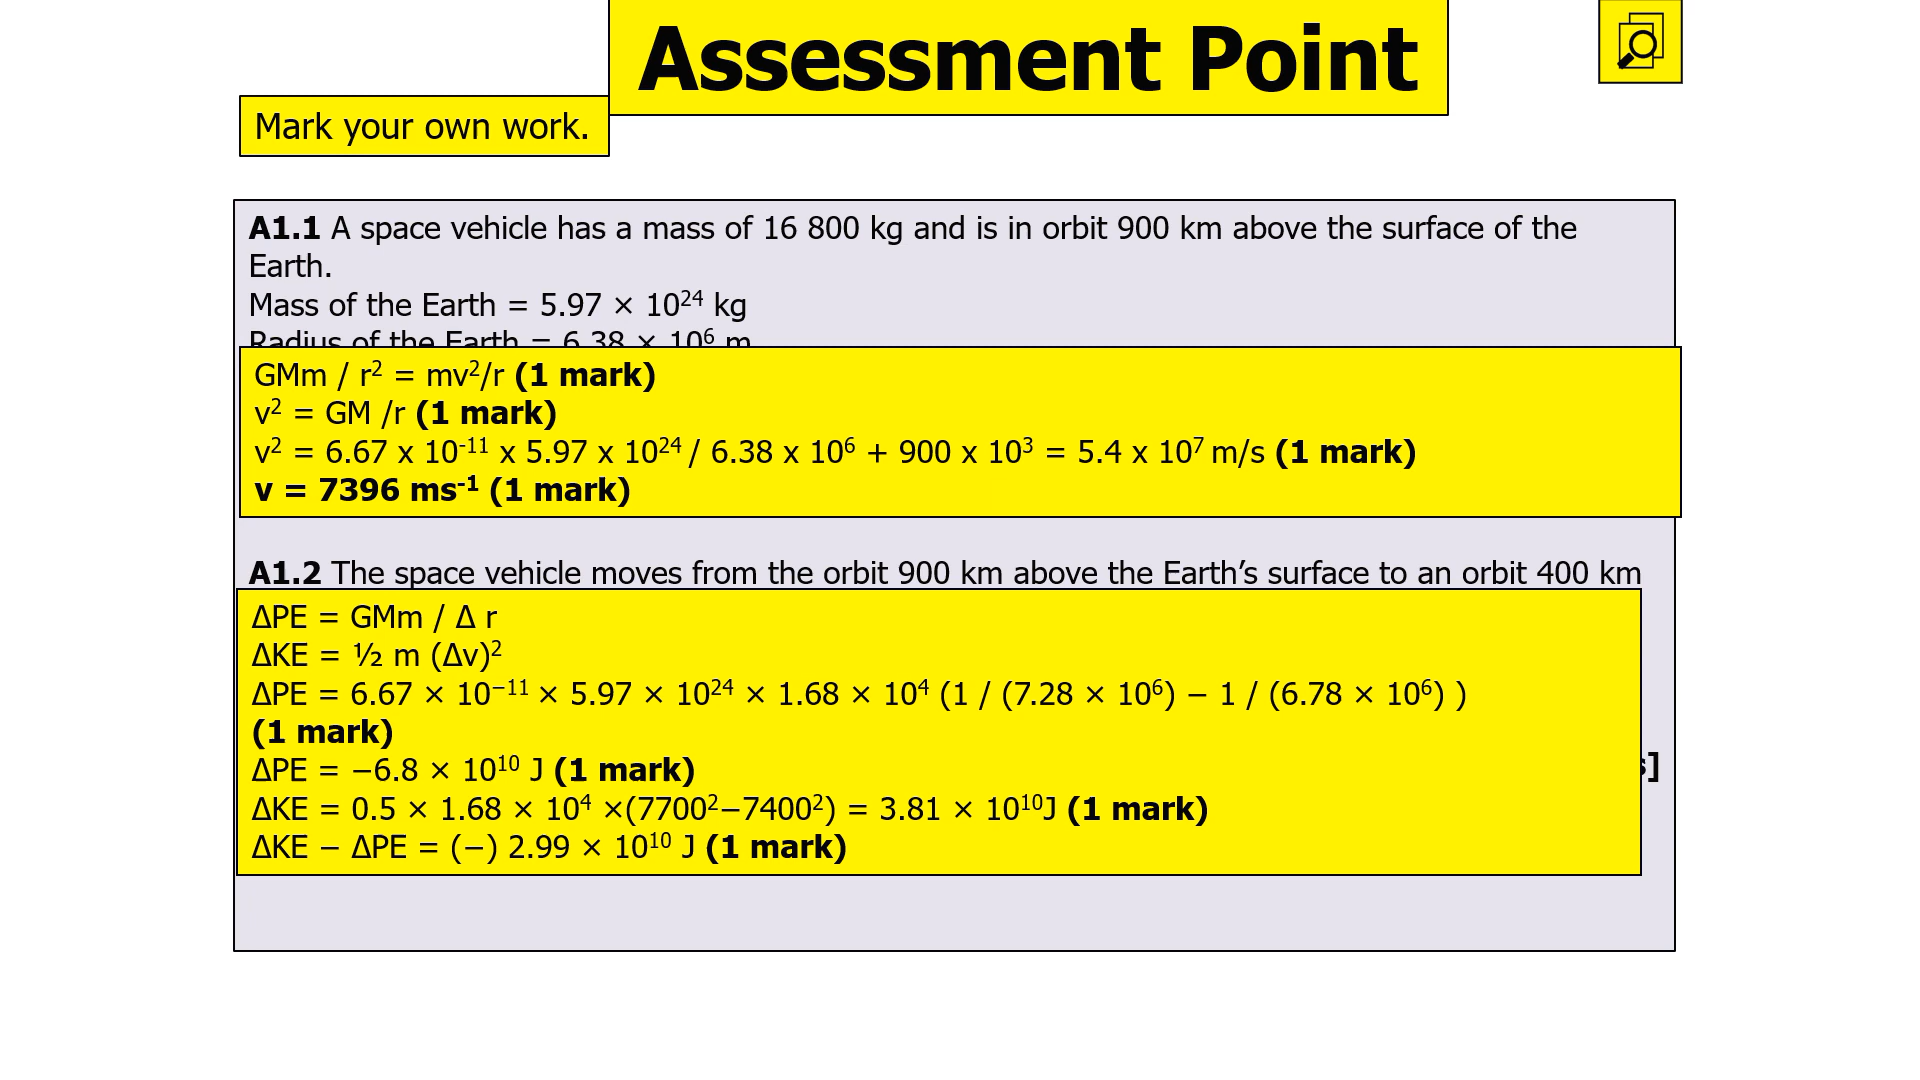 Assessment Point
Mark your own work.
A1.1 A space vehicle has a mass of 16 800 kg and is in orbit 900 km above the surface of the
Earth.
Mass of the Earth = 5.97 × 10²⁴ kg
Radius of the Earth = 6.38 × 10⁶ m
GMm / r² = mv²/r (1 mark)
v² = GM /r (1 mark)
v² = 6.67 x 10⁻¹¹ x 5.97 x 10²⁴ / 6.38 x 10⁶ + 900 x 10³ = 5.4 x 10⁷ m/s (1 mark)
v = 7396 ms⁻¹ (1 mark)
A1.2 The space vehicle moves from the orbit 900 km above the Earth’s surface to an orbit 400 km
ΔPE = GMm / Δ r
ΔKE = ½ m (Δv)²
ΔPE = 6.67 × 10⁻¹¹ × 5.97 × 10²⁴ × 1.68 × 10⁴ (1 / (7.28 × 10⁶) − 1 / (6.78 × 10⁶) )
(1 mark)
ΔPE = −6.8 × 10¹⁰ J (1 mark)
ΔKE = 0.5 × 1.68 × 10⁴ ×(7700²−7400²) = 3.81 × 10¹⁰J (1 mark)
ΔKE − ΔPE = (−) 2.99 × 10¹⁰ J (1 mark)